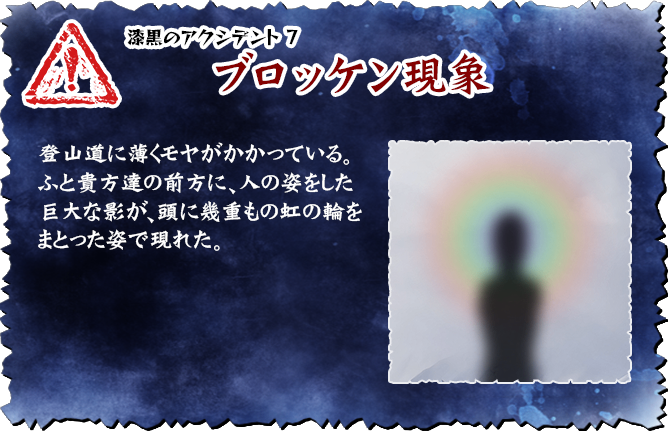 漆黒のアクシデント 7
ブロッケン現象
登山道に薄くモヤがかかっている。
ふと貴方達の前方に、人の姿をした
巨大な影が、頭に幾重もの虹の輪を
まとった姿で現れた。